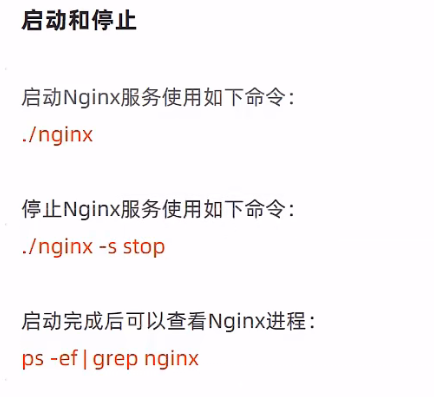 启动和停止
启动Nginx服务使用如下命令：
./nginx
停止Nginx服务使用如下命令：
./nginx -s stop
启动完成后可以查看Nginx进程：
ps -ef | grep nginx